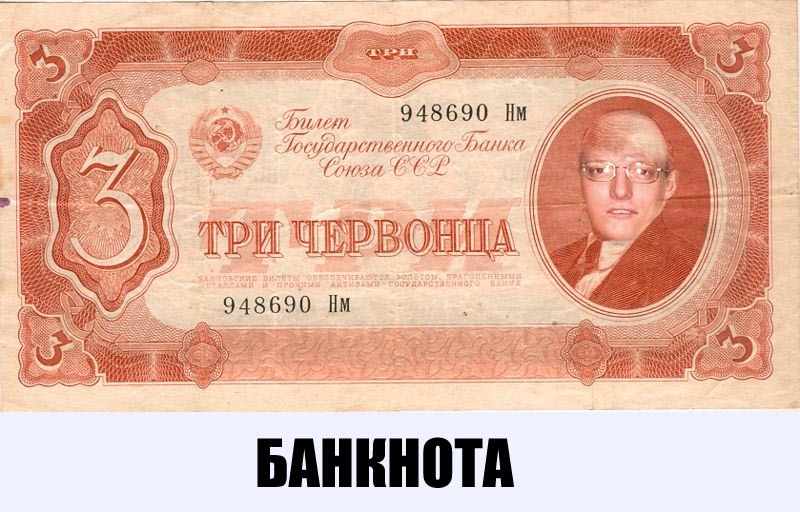 3
ТРИ
3
Билет
948690 Нм
Государственного Банка
Союза ССР
3
ТРИ ЧЕРВОНЦА
БАНКОВСКИЕ БИЛЕТЫ ОБЕСПЕЧИВАЮТСЯ ЗОЛОТОМ, ДРАГОЦЕННЫМИ
МЕТАЛЛАМИ И ПРОЧИМИ АКТИВАМИ ГОСУДАРСТВЕННОГО БАНКА
948690 Нм
3
3
БАНКНОТА